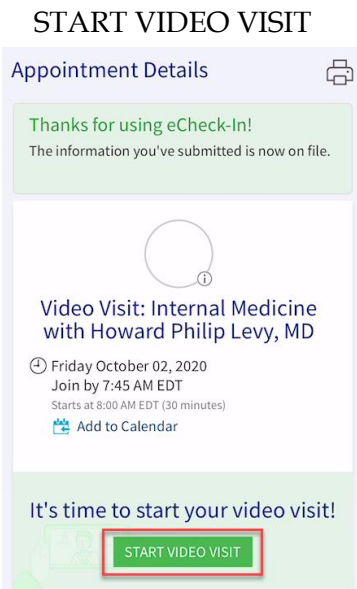 START VIDEO VISIT
Appointment Details
Thanks for using eCheck-In!
The information you've submitted is now on file.
Video Visit: Internal Medicine
with Howard Philip Levy, MD
Friday October 02, 2020
Join by 7:45 AM EDT
Starts at 8:00 AM EDT (30 minutes)
Add to Calendar
It's time to start your video visit!
START VIDEO VISIT